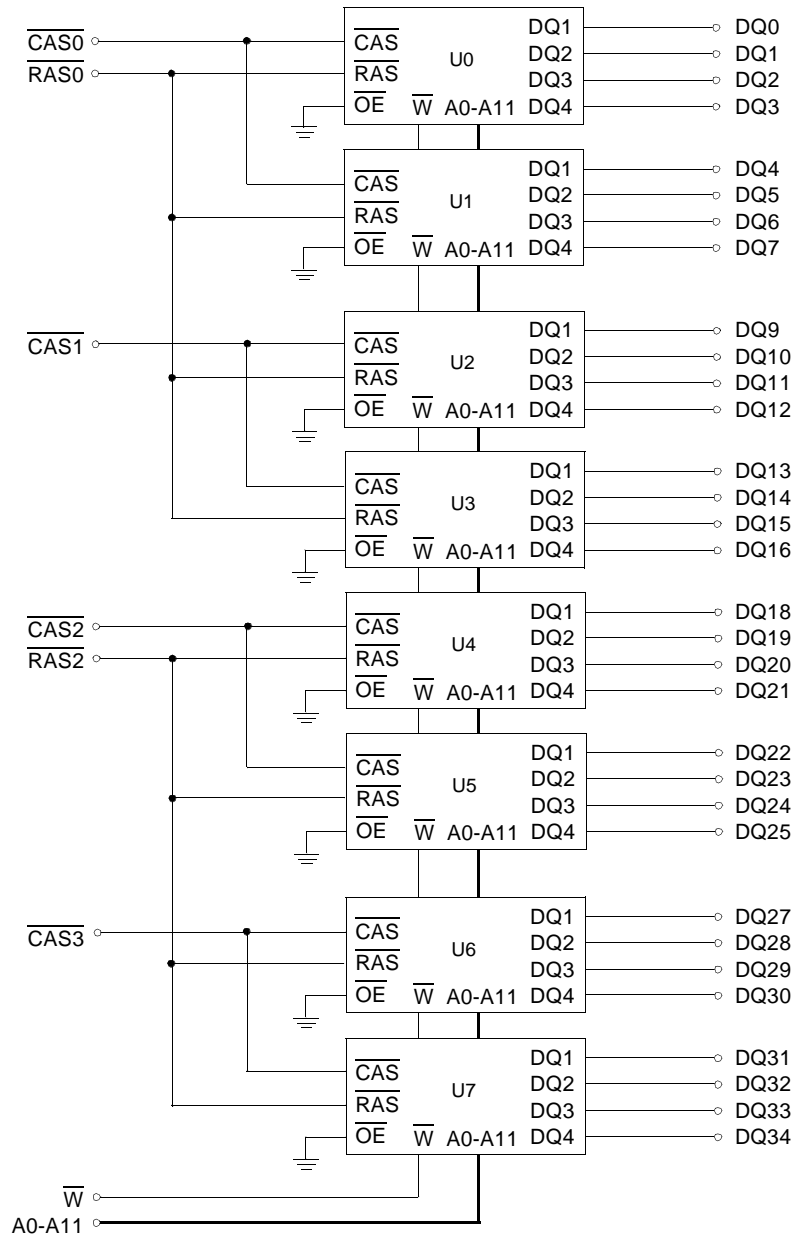 CAS0 CAS DQ1 DQ0
RAS0 RAS U0 DQ2 DQ1
DQ3 DQ2
OE W A0-A11 DQ4 DQ3
DQ1 DQ4
CAS DQ2 DQ5
RAS U1 DQ3 DQ6
OE W A0-A11 DQ4 DQ7
CAS1 CAS DQ1 DQ9
U2 DQ2 DQ10
RAS DQ3 DQ11
OE W A0-A11 DQ4 DQ12
DQ1 DQ13
CAS DQ2 DQ14
RAS U3 DQ3 DQ15
OE W A0-A11 DQ4 DQ16
CAS2 CAS DQ1 DQ18
RAS2 RAS U4 DQ2 DQ19
DQ3 DQ20
OE W A0-A11 DQ4 DQ21
DQ1 DQ22
CAS DQ2 DQ23
RAS U5 DQ3 DQ24
OE W A0-A11 DQ4 DQ25
CAS3 CAS DQ1 DQ27
U6 DQ2 DQ28
RAS DQ3 DQ29
OE W A0-A11 DQ4 DQ30
DQ1 DQ31
CAS DQ2 DQ32
RAS U7 DQ3 DQ33
OE W A0-A11 DQ4 DQ34
W
A0-A11